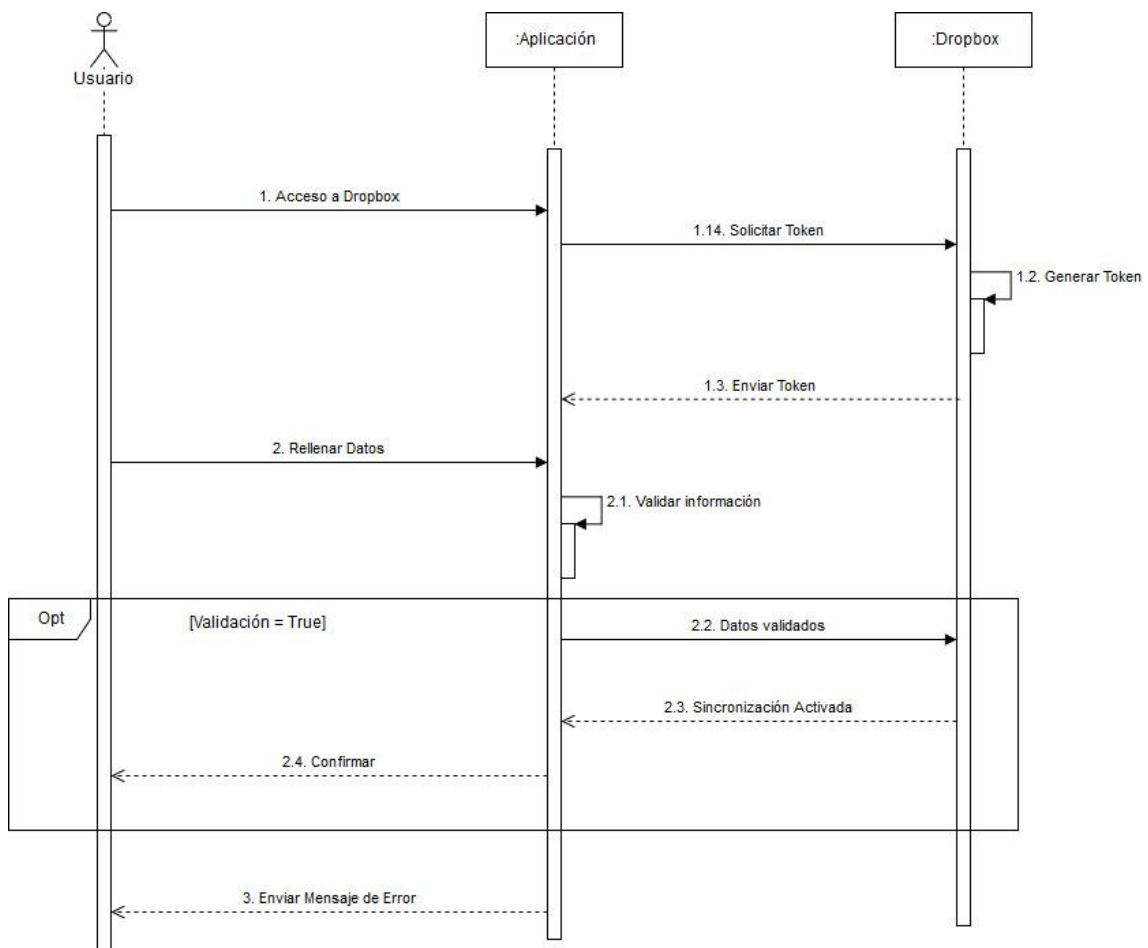 Usuario
:Aplicación
:Dropbox
1. Acceso a Dropbox
1.14. Solicitar Token
1.2. Generar Token
1.3. Enviar Token
2. Rellenar Datos
2.1. Validar información
Opt
[Validación = True]
2.2. Datos validados
2.3. Sincronización Activada
2.4. Confirmar
3. Enviar Mensaje de Error